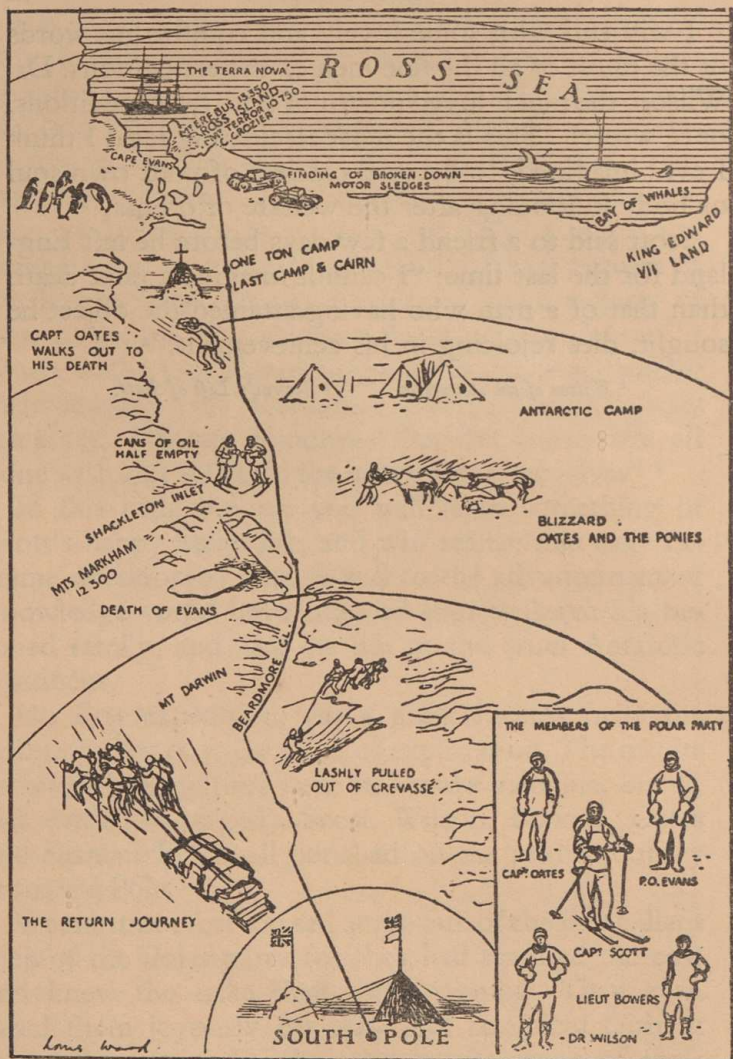 THE 'TERRA NOVA'
ROSS SEA
MT EREBUS 13350
ROSS ISLAND
MT TERROR 10750
C. CROZIER
CAPE EVANS
FINDING OF BROKEN-DOWN
MOTOR SLEDGES
BAY OF WHALES
KING EDWARD
VII LAND
ONE TON CAMP
LAST CAMP & CAIRN
CAPT OATES
WALKS OUT TO
HIS DEATH
ANTARCTIC CAMP
CANS OF OIL
HALF EMPTY
SHACKLETON INLET
MTS MARKHAM
12500
BLIZZARD :
OATES AND THE PONIES
DEATH OF EVANS
MT DARWIN
BEARDMORE GL.
LASHLY PULLED
OUT OF CREVASSE
THE RETURN JOURNEY
THE MEMBERS OF THE POLAR PARTY
CAPT. OATES
P.O. EVANS
CAPT SCOTT
LIEUT BOWERS
DR WILSON
SOUTH POLE